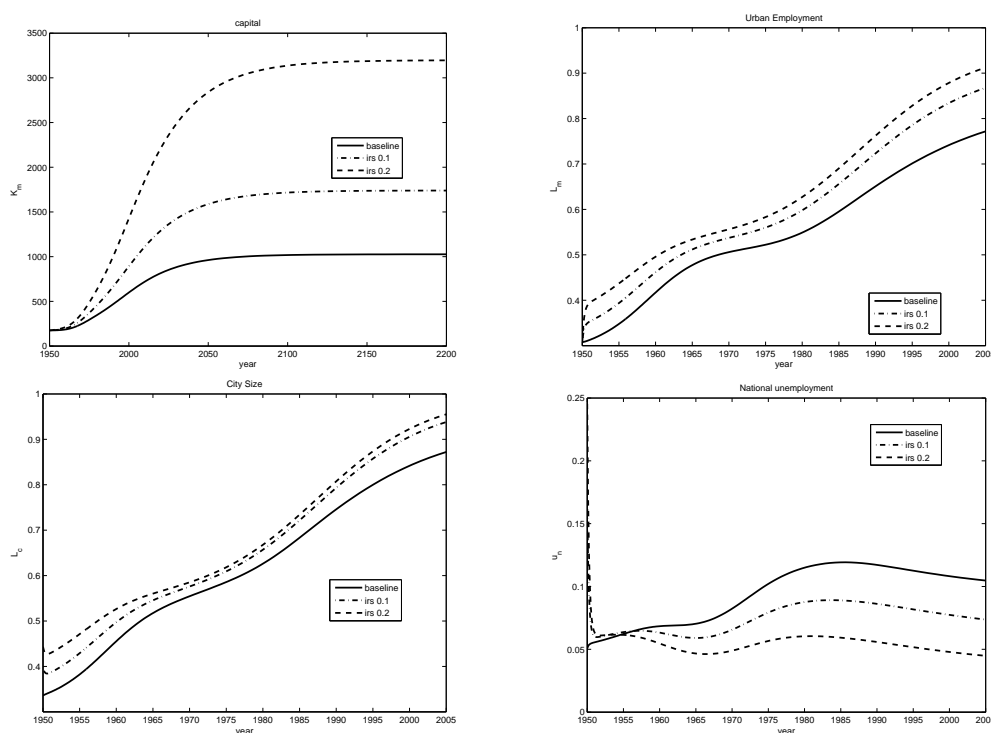 capital
3500
3000
2500
2000
1500
1000
500
0
K_m
baseline
irs 0.1
irs 0.2
1950 2000 2050 2100 2150 2200
year
Urban Employment
1
0.9
0.8
0.7
0.6
0.5
0.4
L_m
baseline
irs 0.1
irs 0.2
1950 1955 1960 1965 1970 1975 1980 1985 1990 1995 2000 200
year
City Size
1
0.9
0.8
0.7
0.6
0.5
0.4
L_c
baseline
irs 0.1
irs 0.2
1950 1955 1960 1965 1970 1975 1980 1985 1990 1995 2000 2005
year
National unemployment
0.25
0.2
0.15
0.1
0.05
0
u_n
baseline
irs 0.1
irs 0.2
1950 1955 1960 1965 1970 1975 1980 1985 1990 1995 2000 200
year